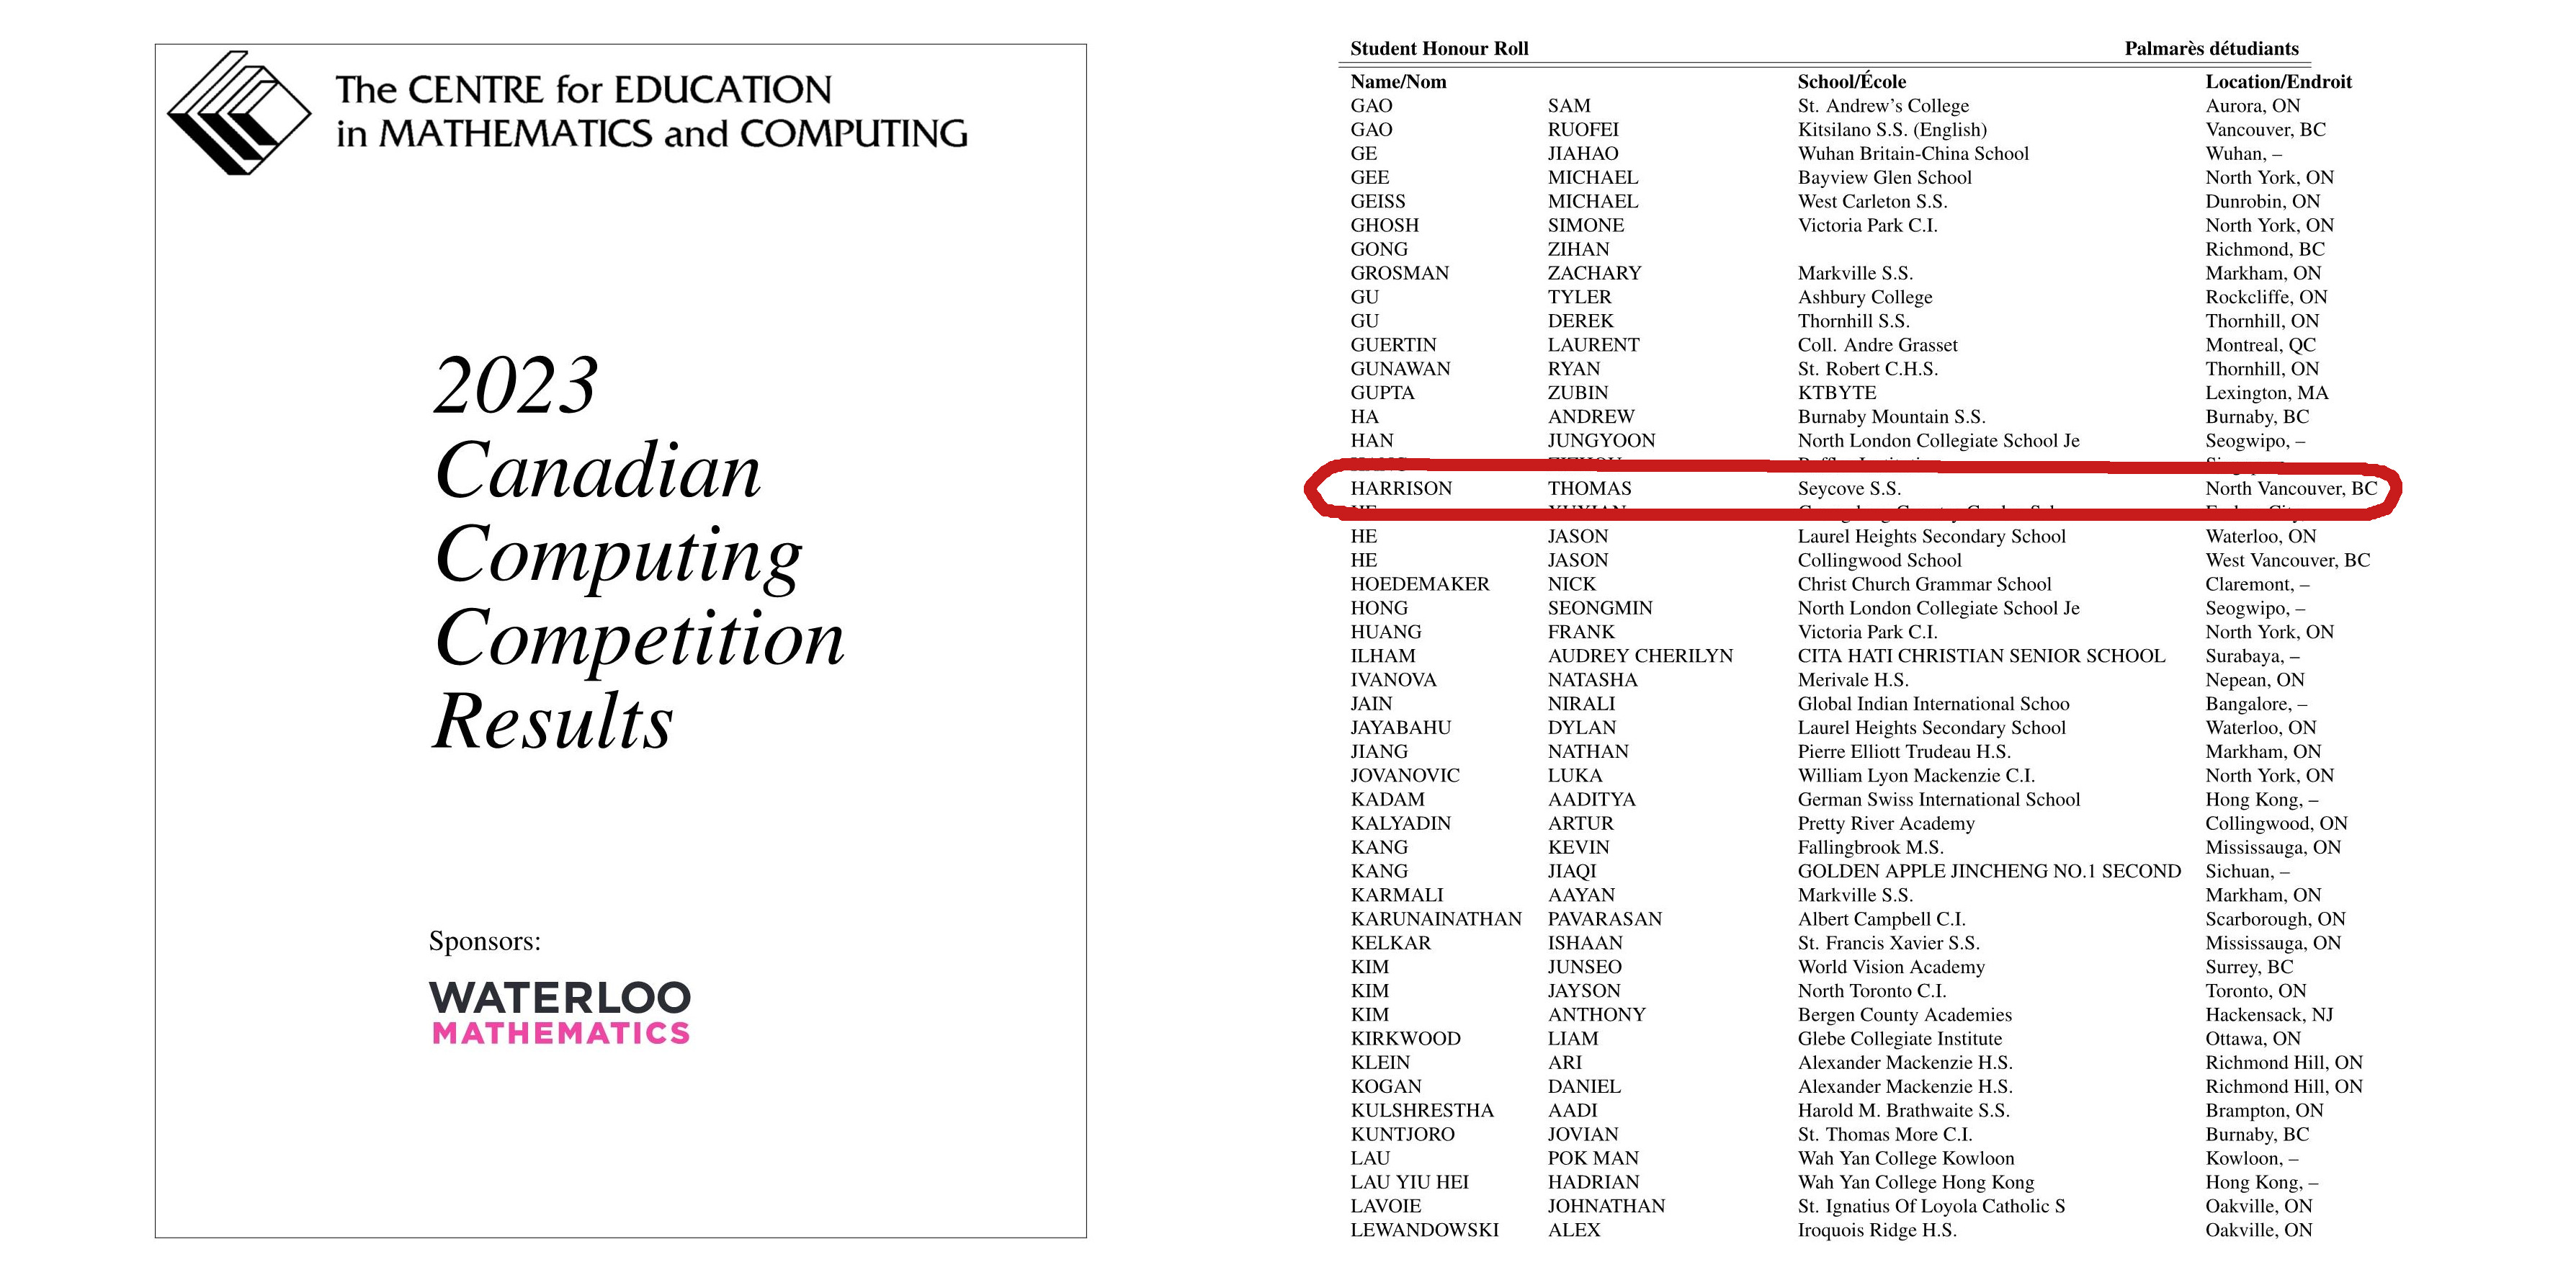 The CENTRE for EDUCATION
in MATHEMATICS and COMPUTING
2023
Canadian
Computing
Competition
Results
Sponsors:
WATERLOO
MATHEMATICS
Student Honour Roll Palmarès détudiants
Name/Nom School/École Location/Endroit
GAO SAM St. Andrew's College Aurora, ON
GAO RUOFEI Kitsilano S.S. (English) Vancouver, BC
GE JIAHAO Wuhan Britain-China School Wuhan, –
GEE MICHAEL Bayview Glen School North York, ON
GEISS MICHAEL West Carleton S.S. Dunrobin, ON
GHOSH SIMONE Victoria Park C.I. North York, ON
GONG ZIHAN Richmond, BC
GROSMAN ZACHARY Markville S.S. Markham, ON
GU TYLER Ashbury College Rockcliffe, ON
GU DEREK Thornhill S.S. Thornhill, ON
GUERTIN LAURENT Coll. Andre Grasset Montreal, QC
GUNAWAN RYAN St. Robert C.H.S. Thornhill, ON
GUPTA ZUBIN KTBYTE Lexington, MA
HA ANDREW Burnaby Mountain S.S. Burnaby, BC
HAN JUNGYOON North London Collegiate School Je Seogwipo, –
HARRISON THOMAS Seycove S.S. North Vancouver, BC
HE JASON Laurel Heights Secondary School Waterloo, ON
HE JASON Collingwood School West Vancouver, BC
HOEDEMAKER NICK Christ Church Grammar School Claremont, –
HONG SEONGMIN North London Collegiate School Je Seogwipo, –
HUANG FRANK Victoria Park C.I. North York, ON
ILHAM AUDREY CHERILYN CITA HATI CHRISTIAN SENIOR SCHOOL Surabaya, –
IVANOVA NATASHA Merivale H.S. Nepean, ON
JAIN NIRALI Global Indian International Schoo Bangalore, –
JAYABAHU DYLAN Laurel Heights Secondary School Waterloo, ON
JIANG NATHAN Pierre Elliott Trudeau H.S. Markham, ON
JOVANOVIC LUKA William Lyon Mackenzie C.I. North York, ON
KADAM AADITYA German Swiss International School Hong Kong, –
KALYADIN ARTUR Pretty River Academy Collingwood, ON
KANG KEVIN Fallingbrook M.S. Mississauga, ON
KANG JIAQI GOLDEN APPLE JINCHENG NO.1 SECOND Sichuan, –
KARMALI AAYAN Markville S.S. Markham, ON
KARUNAINATHAN PAVARASAN Albert Campbell C.I. Scarborough, ON
KELKAR ISHAAN St. Francis Xavier S.S. Mississauga, ON
KIM JUNSEO World Vision Academy Surrey, BC
KIM JAYSON North Toronto C.I. Toronto, ON
KIM ANTHONY Bergen County Academies Hackensack, NJ
KIRKWOOD LIAM Glebe Collegiate Institute Ottawa, ON
KLEIN ARI Alexander Mackenzie H.S. Richmond Hill, ON
KOGAN DANIEL Alexander Mackenzie H.S. Richmond Hill, ON
KULSHRESTHA AADI Harold M. Brathwaite S.S. Brampton, ON
KUNTJORO JOVIAN St. Thomas More C.I. Burnaby, BC
LAU POK MAN Wah Yan College Kowloon Kowloon, –
LAU YIU HEI HADRIAN Wah Yan College Hong Kong Hong Kong, –
LAVOIE JOHNATHAN St. Ignatius Of Loyola Catholic S Oakville, ON
LEWANDOWSKI ALEX Iroquois Ridge H.S. Oakville, ON